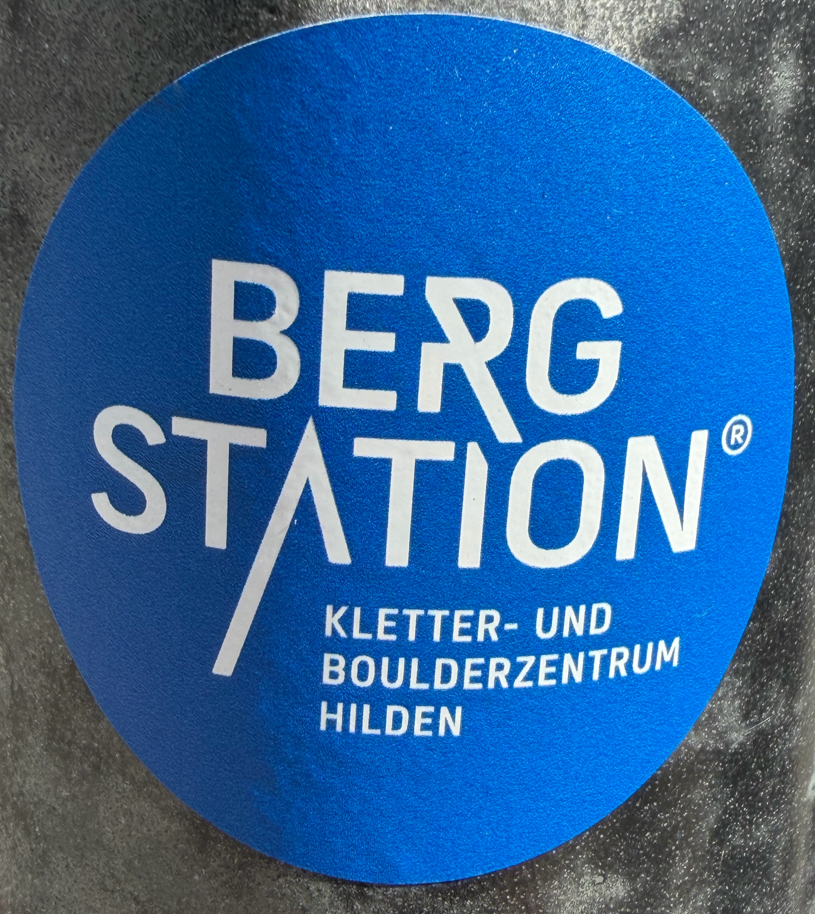 BERG
STATION®
KLETTER- UND
BOULDERZENTRUM
HILDEN